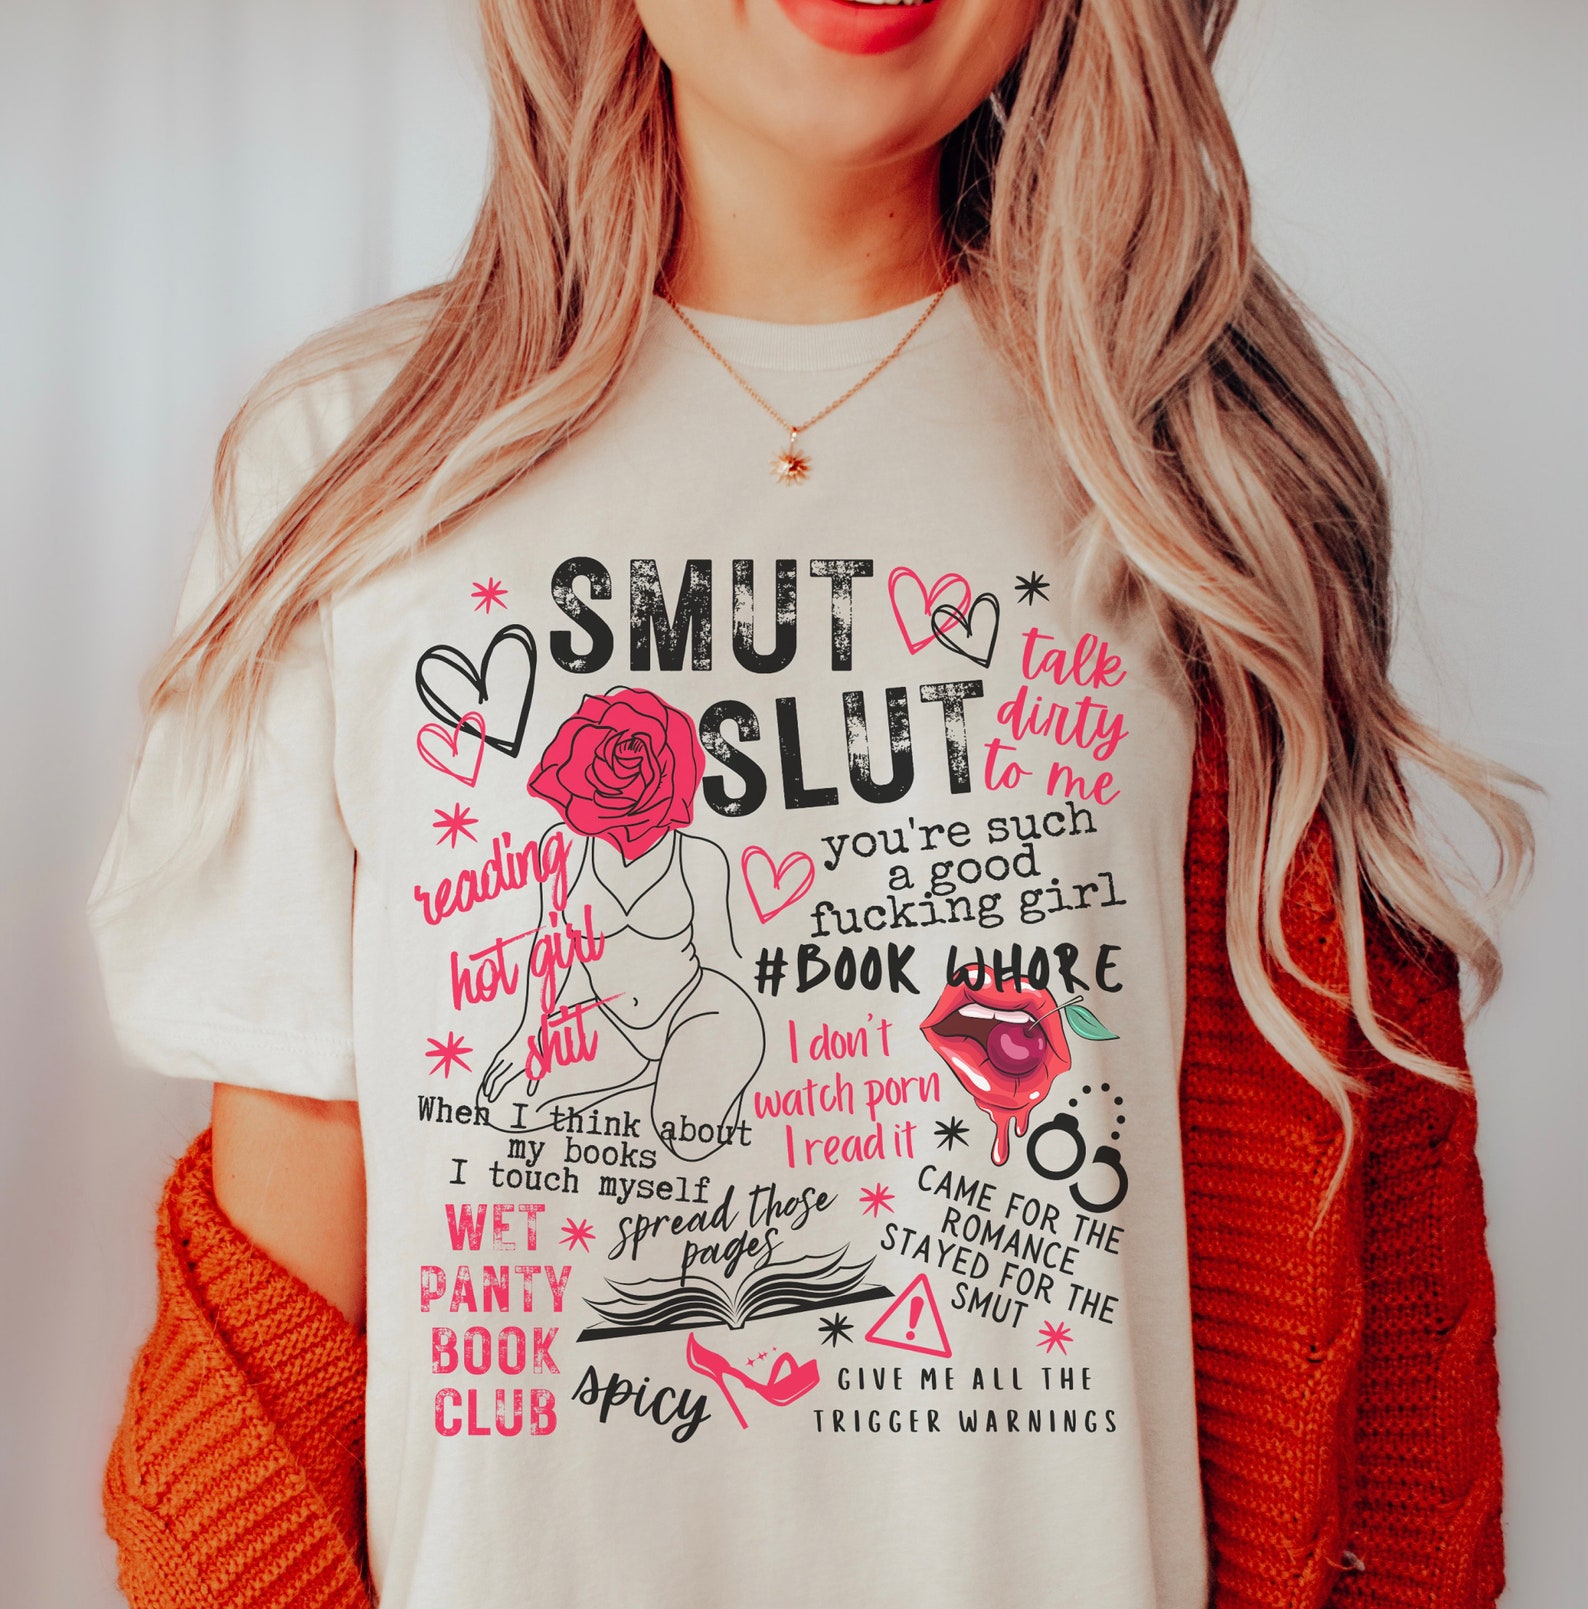 SMUT
SLUT
talk
dirty
to me
reading
hot girl
shit
you're such
a good
fucking girl
#BOOK WHORE
I don't
watch porn
I read it
When I think about
my books
I touch myself
spread those
pages
CAME FOR THE
ROMANCE
STAYED FOR THE
SMUT
WET
PANTY
BOOK
CLUB
spicy
!
GIVE ME ALL THE
TRIGGER WARNINGS